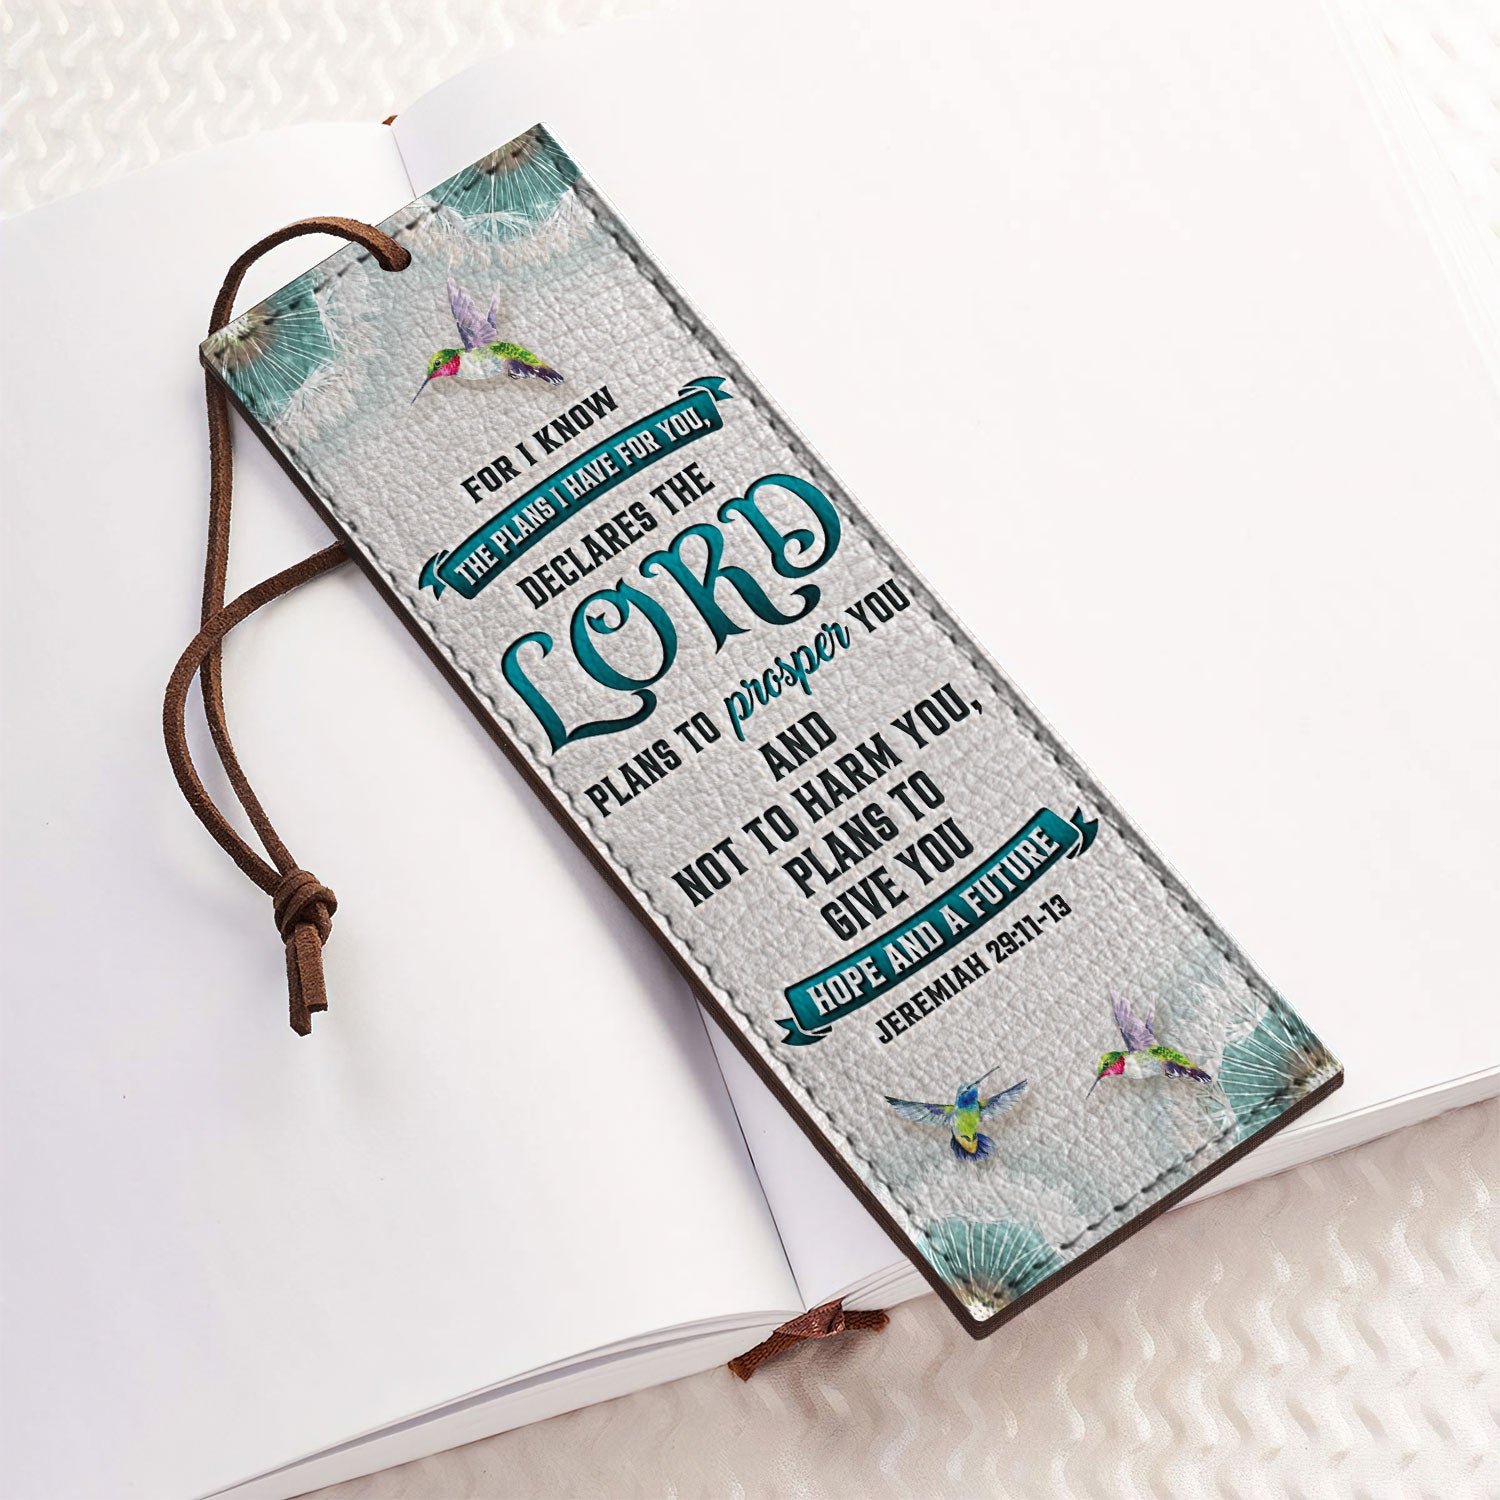 FOR I KNOW
THE PLANS I HAVE FOR YOU,
DECLARES THE
LORD
PLANS TO prosper YOU
AND
NOT TO HARM YOU,
PLANS TO
GIVE YOU
HOPE AND A FUTURE
JEREMIAH 29:11-13